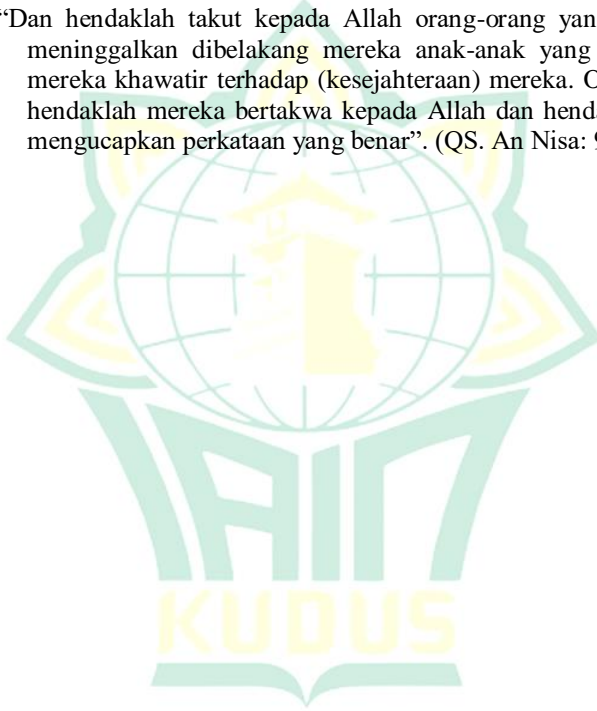 “Dan hendaklah takut kepada Allah orang-orang yan
meninggalkan dibelakang mereka anak-anak yang
mereka khawatir terhadap (kesejahteraan) mereka. O
hendaklah mereka bertakwa kepada Allah dan henda
mengucapkan perkataan yang benar”. (QS. An Nisa: 9
IAIN
KUDUS